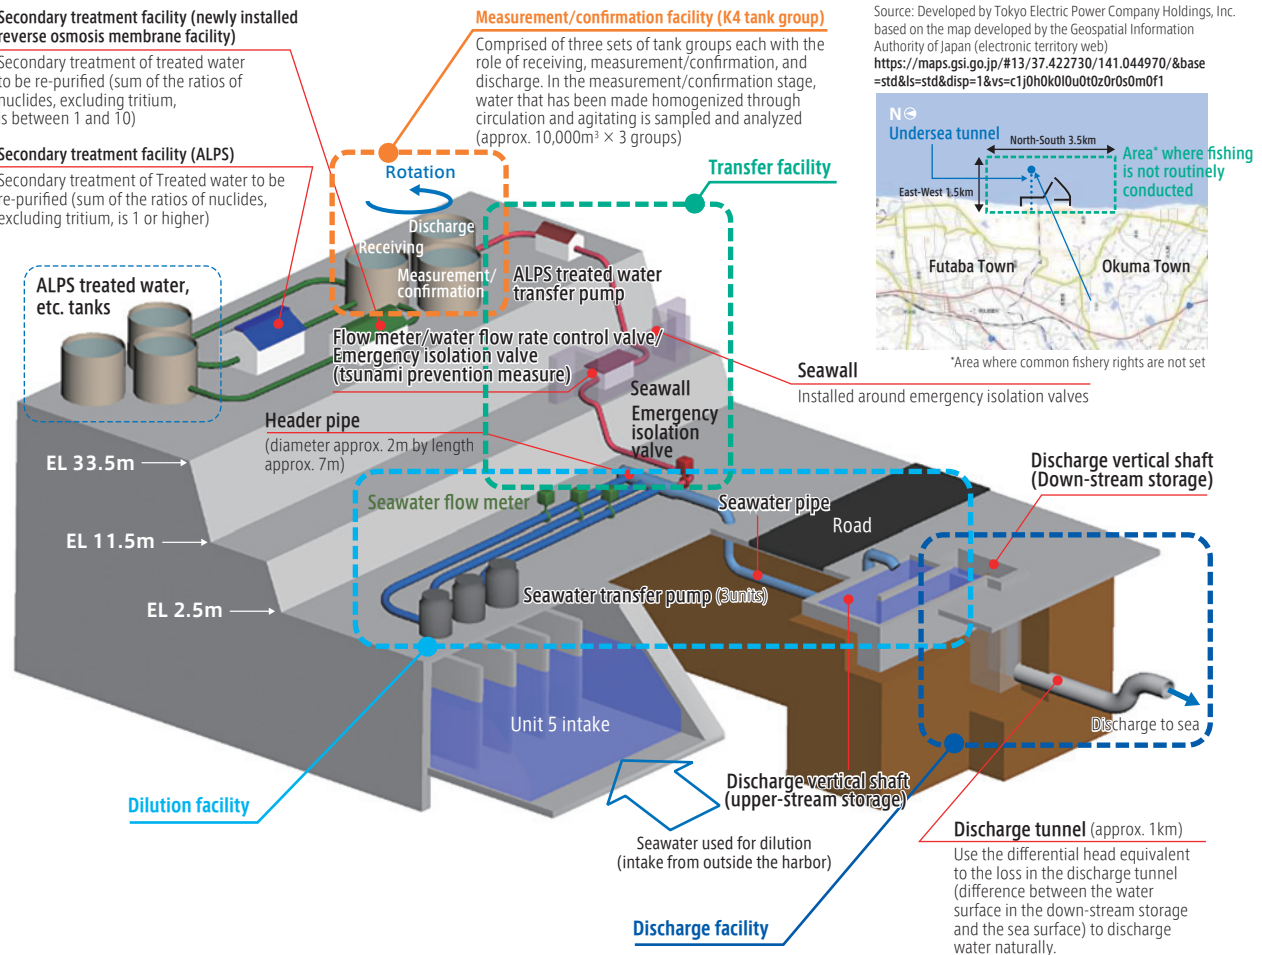 Secondary treatment facility (newly installed
reverse osmosis membrane facility)
Secondary treatment of treated water
to be re-purified (sum of the ratios of
nuclides, excluding tritium,
is between 1 and 10)
Secondary treatment facility (ALPS)
Secondary treatment of Treated water to be
re-purified (sum of the ratios of nuclides,
excluding tritium, is 1 or higher)
Measurement/confirmation facility (K4 tank group)
Comprised of three sets of tank groups each with the
role of receiving, measurement/confirmation, and
discharge. In the measurement/confirmation stage,
water that has been made homogenized through
circulation and agitating is sampled and analyzed
(approx. 10,000m³ × 3 groups)
Source: Developed by Tokyo Electric Power Company Holdings, Inc.
based on the map developed by the Geospatial Information
Authority of Japan (electronic territory web)
https://maps.gsi.go.jp/#13/37.422730/141.044970/&base
=std&ls=std&disp=1&vs=c1j0h0k0l0u0t0z0r0s0m0f1
N
Undersea tunnel
North-South 3.5km
East-West 1.5km
Area* where fishing
is not routinely
conducted
Futaba Town
Okuma Town
*Area where common fishery rights are not set
Transfer facility
Rotation
Discharge
Receiving
Measurement/
confirmation
ALPS treated water
transfer pump
ALPS treated water,
etc. tanks
Flow meter/water flow rate control valve/
Emergency isolation valve
(tsunami prevention measure)
Seawall
Installed around emergency isolation valves
Seawall
Emergency
isolation
valve
Header pipe
(diameter approx. 2m by length
approx. 7m)
EL 33.5m
EL 11.5m
EL 2.5m
Seawater flow meter
Seawater pipe
Road
Discharge vertical shaft
(Down-stream storage)
Seawater transfer pump (3units)
Unit 5 intake
Discharge to sea
Dilution facility
Discharge vertical shaft
(upper-stream storage)
Seawater used for dilution
(intake from outside the harbor)
Discharge tunnel (approx. 1km)
Use the differential head equivalent
to the loss in the discharge tunnel
(difference between the water
surface in the down-stream storage
and the sea surface) to discharge
water naturally.
Discharge facility